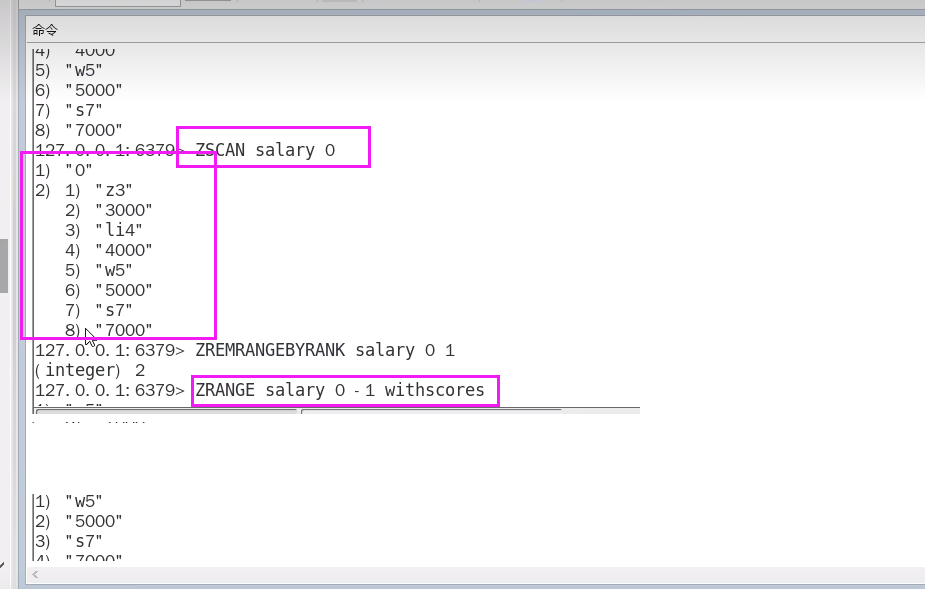 命令
4) "4000"
5) "w5"
6) "5000"
7) "s7"
8) "7000"
127.0.0.1:6379> ZSCAN salary 0
1) "0"
2) 1) "z3"
2) "3000"
3) "li4"
4) "4000"
5) "w5"
6) "5000"
7) "s7"
8) "7000"
127.0.0.1:6379> ZREMRANGEBYRANK salary 0 1
(integer) 2
127.0.0.1:6379> ZRANGE salary 0 -1 withscores
1) "w5"
2) "5000"
3) "s7"
4) "7000"